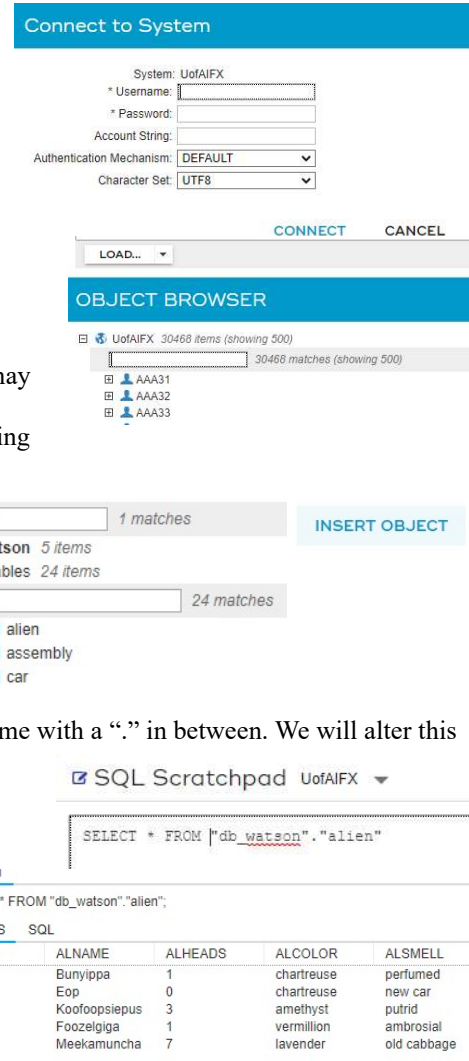 Connect to System
System: UofAIFX
* Username:
* Password:
Account String:
Authentication Mechanism: DEFAULT
Character Set: UTF8
CONNECT CANCEL
LOAD...
OBJECT BROWSER
UofAIFX 30468 items (showing 500)
30468 matches (showing 500)
AAA31
AAA32
AAA33
1 matches
INSERT OBJECT
5 items
24 items
24 matches
alien
assembly
car
me with a “.” in between. We will alter this
SQL Scratchpad UofAIFX
SELECT * FROM "db_watson"."alien"
* FROM "db_watson"."alien";
SQL
ALNAME ALHEADS ALCOLOR ALSMELL
Bunyippa 1 chartreuse perfumed
Eop 0 chartreuse new car
Koofoopsiepus 3 amethyst putrid
Foozelgiga 1 vermillion ambrosial
Meekamuncha 7 lavender old cabbage